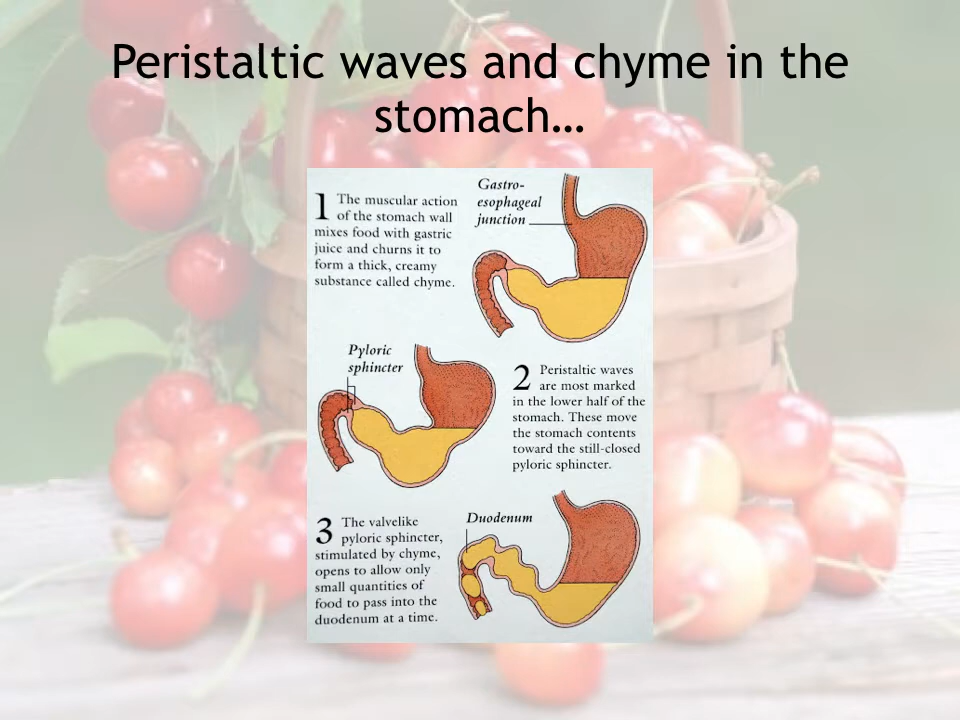 Peristaltic waves and chyme in the
stomach…
1 The muscular action
of the stomach wall
mixes food with gastric
juice and churns it to
form a thick, creamy
substance called chyme.
Gastro-
esophageal
junction
Pyloric
sphincter
2 Peristaltic waves
are most marked
in the lower half of the
stomach. These move
the stomach contents
toward the still-closed
pyloric sphincter.
3 The valvelike
pyloric sphincter,
stimulated by chyme,
opens to allow only
small quantities of
food to pass into the
duodenum at a time.
Duodenum